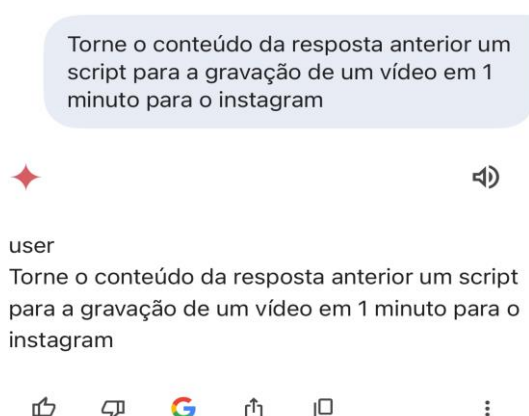 Torne o conteúdo da resposta anterior um
script para a gravação de um vídeo em 1
minuto para o instagram
user
Torne o conteúdo da resposta anterior um script
para a gravação de um vídeo em 1 minuto para o
instagram